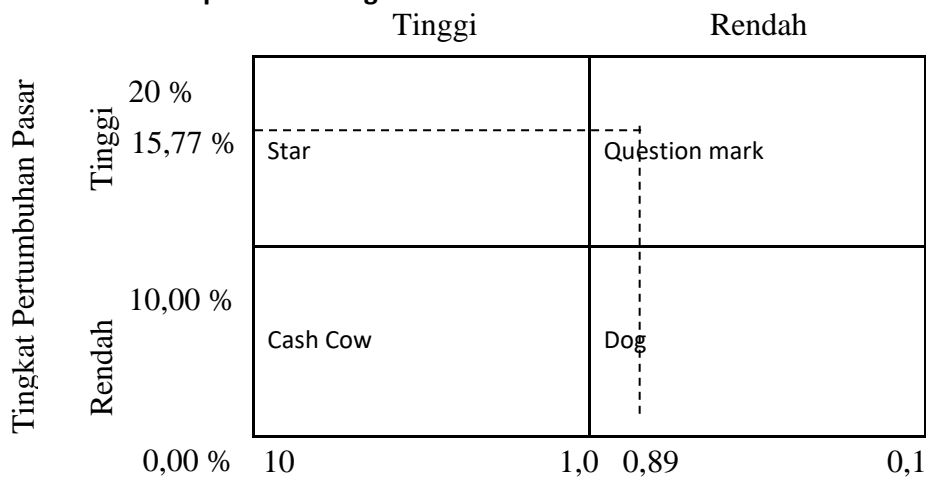 Tinggi Rendah
Tingkat Pertumbuhan Pasar
Tinggi
20 %
15,77 %
Star Question mark
10,00 %
Rendah
Cash Cow Dog
0,00 % 10 1,0 0,89 0,1